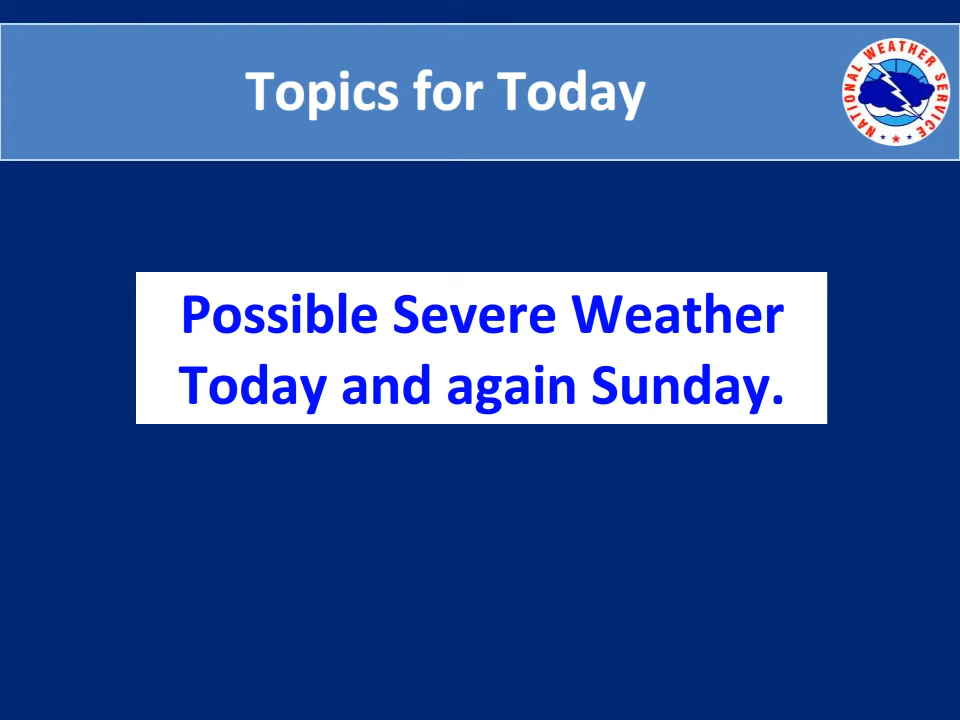 Topics for Today
NATIONAL WEATHER SERVICE
Possible Severe Weather
Today and again Sunday.